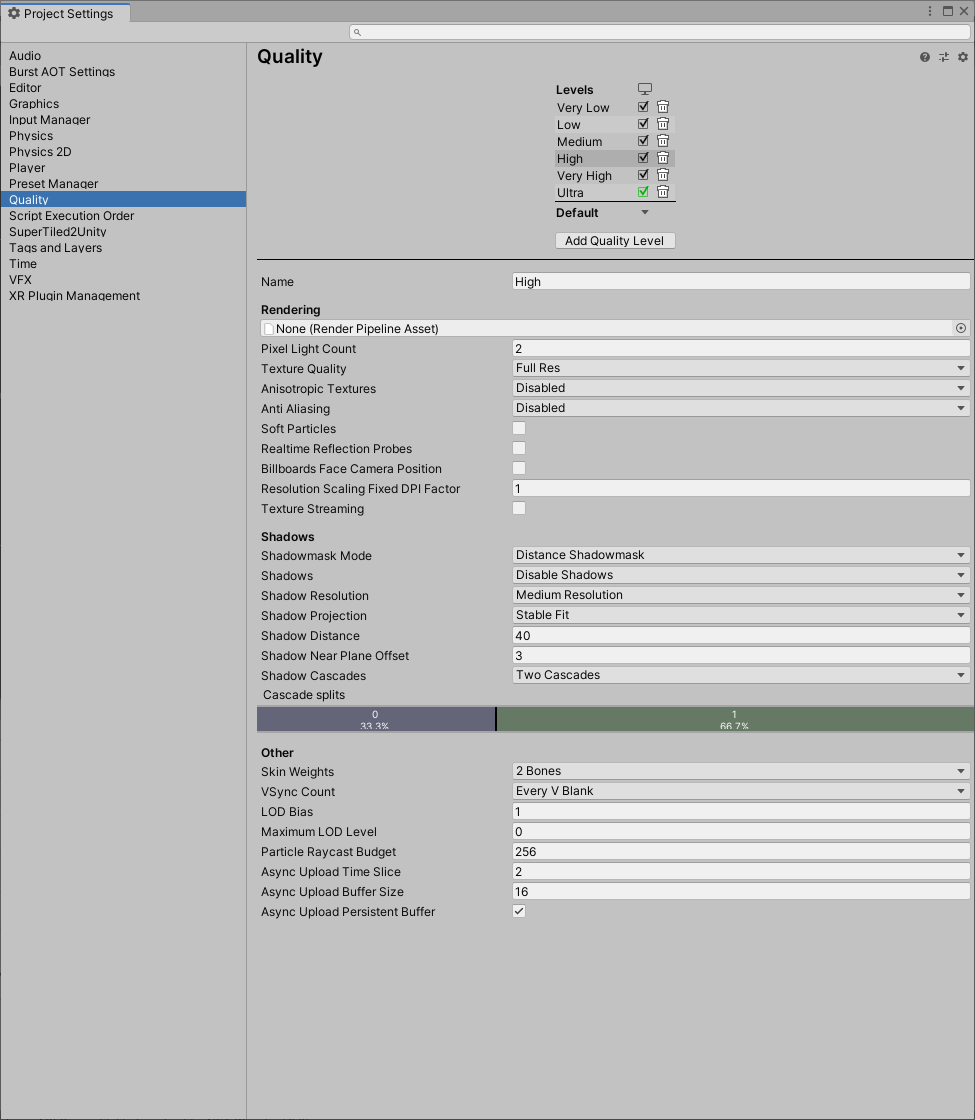 Project Settings
Audio
Burst AOT Settings
Editor
Graphics
Input Manager
Physics
Physics 2D
Player
Preset Manager
Quality
Script Execution Order
SuperTiled2Unity
Tags and Layers
Time
VFX
XR Plugin Management
Quality
Levels
Very Low
Low
Medium
High
Very High
Ultra
Default
Add Quality Level
Name High
Rendering
None (Render Pipeline Asset)
Pixel Light Count 2
Texture Quality Full Res
Anisotropic Textures Disabled
Anti Aliasing Disabled
Soft Particles
Realtime Reflection Probes
Billboards Face Camera Position
Resolution Scaling Fixed DPI Factor 1
Texture Streaming
Shadows
Shadowmask Mode Distance Shadowmask
Shadows Disable Shadows
Shadow Resolution Medium Resolution
Shadow Projection Stable Fit
Shadow Distance 40
Shadow Near Plane Offset 3
Shadow Cascades Two Cascades
Cascade splits
0 1
33.3% 66.7%
Other
Skin Weights 2 Bones
VSync Count Every V Blank
LOD Bias 1
Maximum LOD Level 0
Particle Raycast Budget 256
Async Upload Time Slice 2
Async Upload Buffer Size 16
Async Upload Persistent Buffer